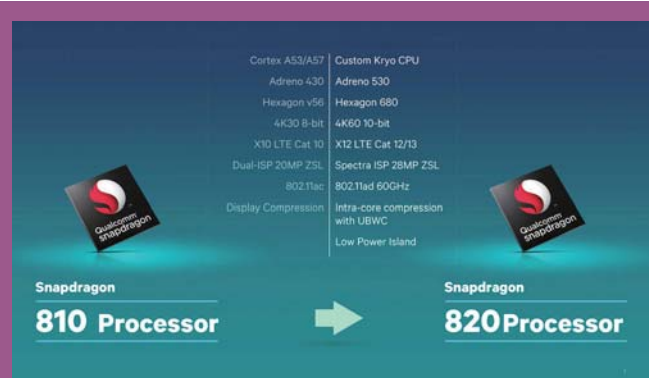 Cortex A53/A57 Custom Kryo CPU
Adreno 430 Adreno 530
Hexagon v56 Hexagon 680
4K30 8-bit 4K60 10-bit
X10 LTE Cat 10 X12 LTE Cat 12/13
Dual-ISP 20MP ZSL Spectra ISP 28MP ZSL
802.11ac 802.11ad 60GHz
Display Compression Intra-core compression
with UBWC
Low Power Island
Qualcomm
snapdragon
Qualcomm
snapdragon
Snapdragon
810 Processor
Snapdragon
820 Processor